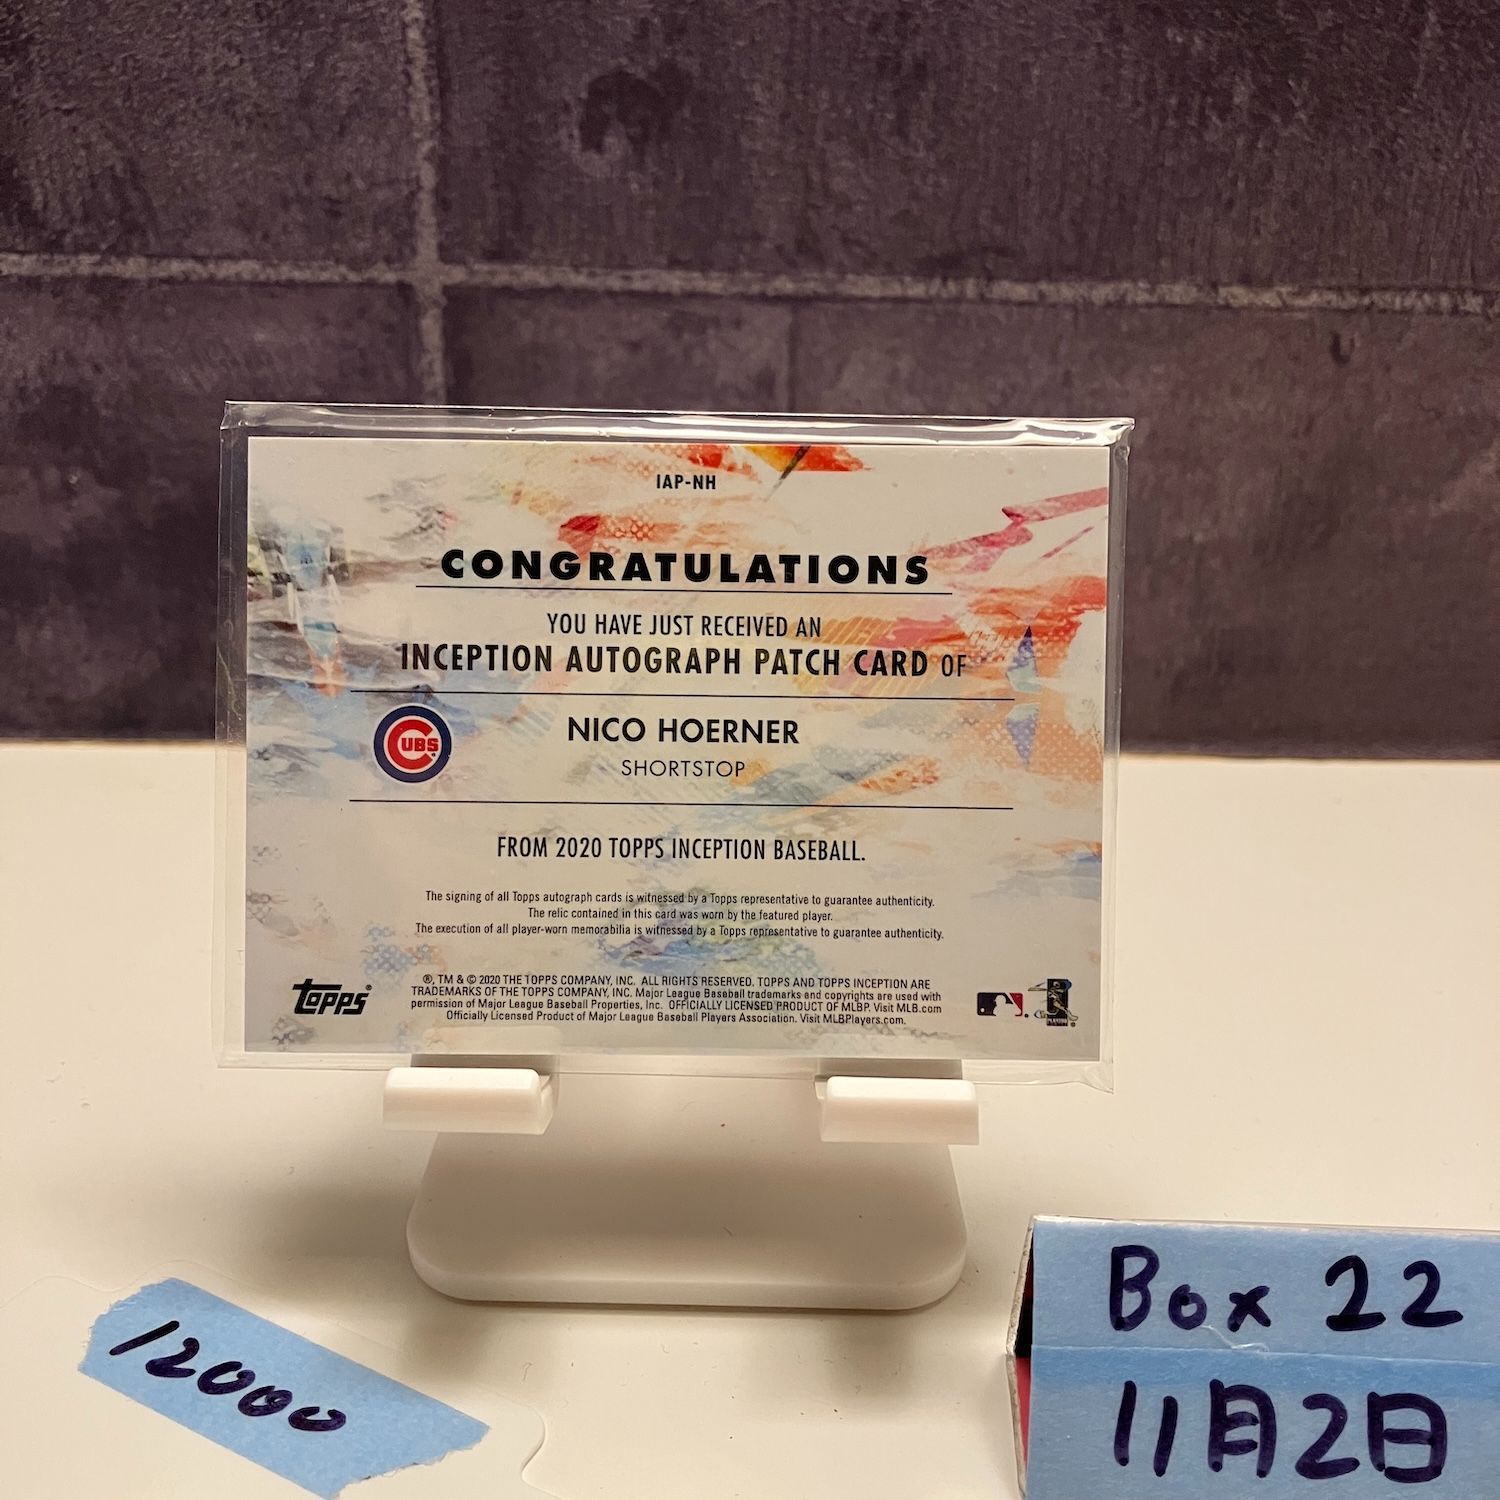 IAP-NH
CONGRATULATIONS
YOU HAVE JUST RECEIVED AN
INCEPTION AUTOGRAPH PATCH CARD OF
CUBS
NICO HOERNER
SHORTSTOP
FROM 2020 TOPPS INCEPTION BASEBALL.
The signing of all Topps autograph cards is witnessed by a Topps representative to guarantee authenticity.
The relic contained in this card was worn by the featured player.
The execution of all player-worn memorabilia is witnessed by a Topps representative to guarantee authenticity.
topps®
®, TM & © 2020 THE TOPPS COMPANY, INC. ALL RIGHTS RESERVED. TOPPS AND TOPPS INCEPTION ARE
TRADEMARKS OF THE TOPPS COMPANY, INC. Major League Baseball trademarks and copyrights are used with
permission of Major League Baseball Properties, Inc. OFFICIALLY LICENSED PRODUCT OF MLBP. Visit MLB.com
Officially Licensed Product of Major League Baseball Players Association. Visit MLBPlayers.com.
12000
Box 22
11月2日